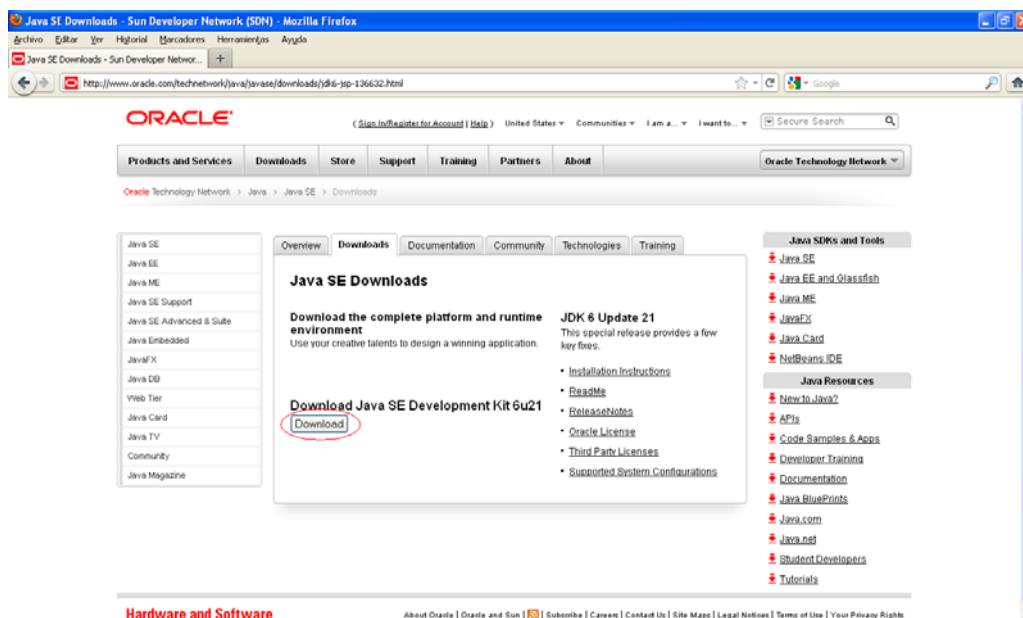 Java SE Downloads - Sun Developer Network (SDN) - Mozilla Firefox
Archivo Editar Ver Historial Marcadores Herramientas Ayuda
Java SE Downloads - Sun Developer Networ... +
http://www.oracle.com/technetwork/java/javase/downloads/jdk6-jsp-136632.html
Google
ORACLE
( Sign In/Register for Account | Help ) United States Communities I am a... I want to...
Secure Search
Products and Services Downloads Store Support Training Partners About
Oracle Technology Network
Oracle Technology Network > Java > Java SE > Downloads
Java SE
Java EE
Java ME
Java SE Support
Java SE Advanced & Suite
Java Embedded
JavaFX
Java DB
Web Tier
Java Card
Java TV
Community
Java Magazine
Overview Downloads Documentation Community Technologies Training
Java SE Downloads
Download the complete platform and runtime
environment
Use your creative talents to design a winning application.
Download Java SE Development Kit 6u21
Download
JDK 6 Update 21
This special release provides a few
key fixes.
• Installation Instructions
• ReadMe
• ReleaseNotes
• Oracle License
• Third Party Licenses
• Supported System Configurations
Java SDKs and Tools
Java SE
Java EE and Glassfish
Java ME
JavaFX
Java Card
NetBeans IDE
Java Resources
New to Java?
APIs
Code Samples & Apps
Developer Training
Documentation
Java BluePrints
Java.com
Java.net
Student Developers
Tutorials
Hardware and Software
About Oracle | Oracle and Sun | Subscribe | Careers | Contact Us | Site Maps | Legal Notices | Terms of Use | Your Privacy Rights